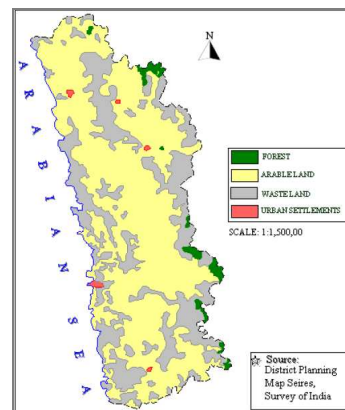 N
ARABIAN SEA
FOREST
ARABLE LAND
WASTE LAND
URBAN SETTLEMENTS
SCALE: 1:1,500,00
Source:
District Planning
Map Seires,
Survey of India